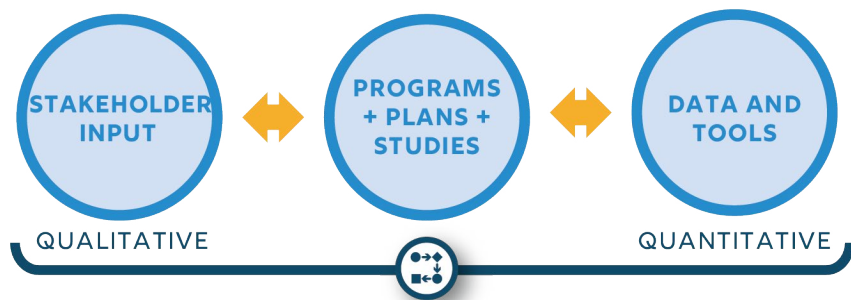 STAKEHOLDER
INPUT
PROGRAMS
+ PLANS +
STUDIES
DATA AND
TOOLS
QUALITATIVE
QUANTITATIVE